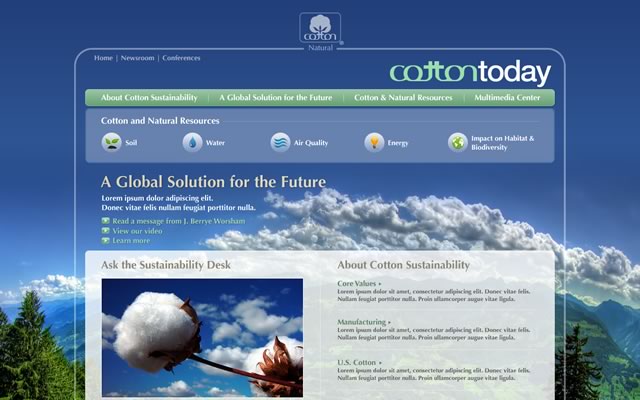 cotton
Natural
Home | Newsroom | Conferences
cottontoday
About Cotton Sustainability | A Global Solution for the Future | Cotton & Natural Resources | Multimedia Center
Cotton and Natural Resources
Soil
Water
Air Quality
Energy
Impact on Habitat &
Biodiversity
A Global Solution for the Future
Lorem ipsum dolor adipiscing elit.
Donec vitae felis nullam feugiat porttitor nulla.
Read a message from J. Berrye Worsham
View our video
Learn more
Ask the Sustainability Desk
About Cotton Sustainability
Core Values
Lorem ipsum dolor sit amet, consectetur adipiscing elit. Donec vitae felis.
Nullam feugiat porttitor nulla. Proin ullamcorper augue vitae ligula.
Manufacturing
Lorem ipsum dolor sit amet, consectetur adipiscing elit. Donec vitae felis.
Nullam feugiat porttitor nulla. Proin ullamcorper augue vitae ligula.
U.S. Cotton
Lorem ipsum dolor sit amet, consectetur adipiscing elit. Donec vitae felis.
Nullam feugiat porttitor nulla. Proin ullamcorper augue vitae ligula.